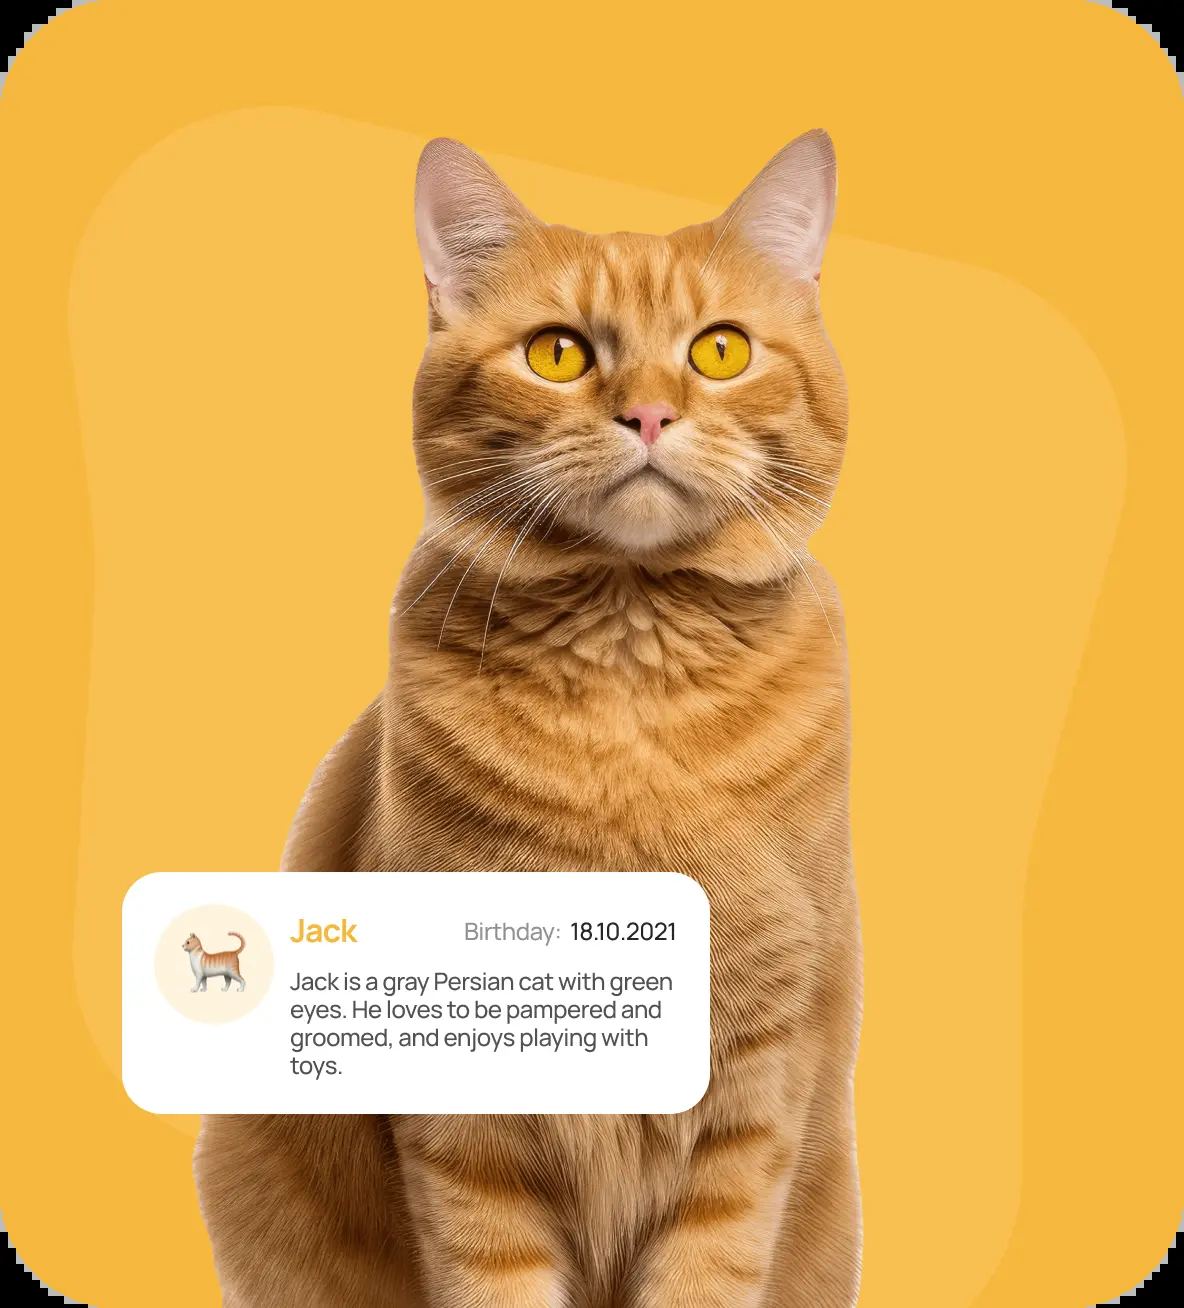 Jack
Birthday: 18.10.2021
Jack is a gray Persian cat with green
eyes. He loves to be pampered and
groomed, and enjoys playing with
toys.